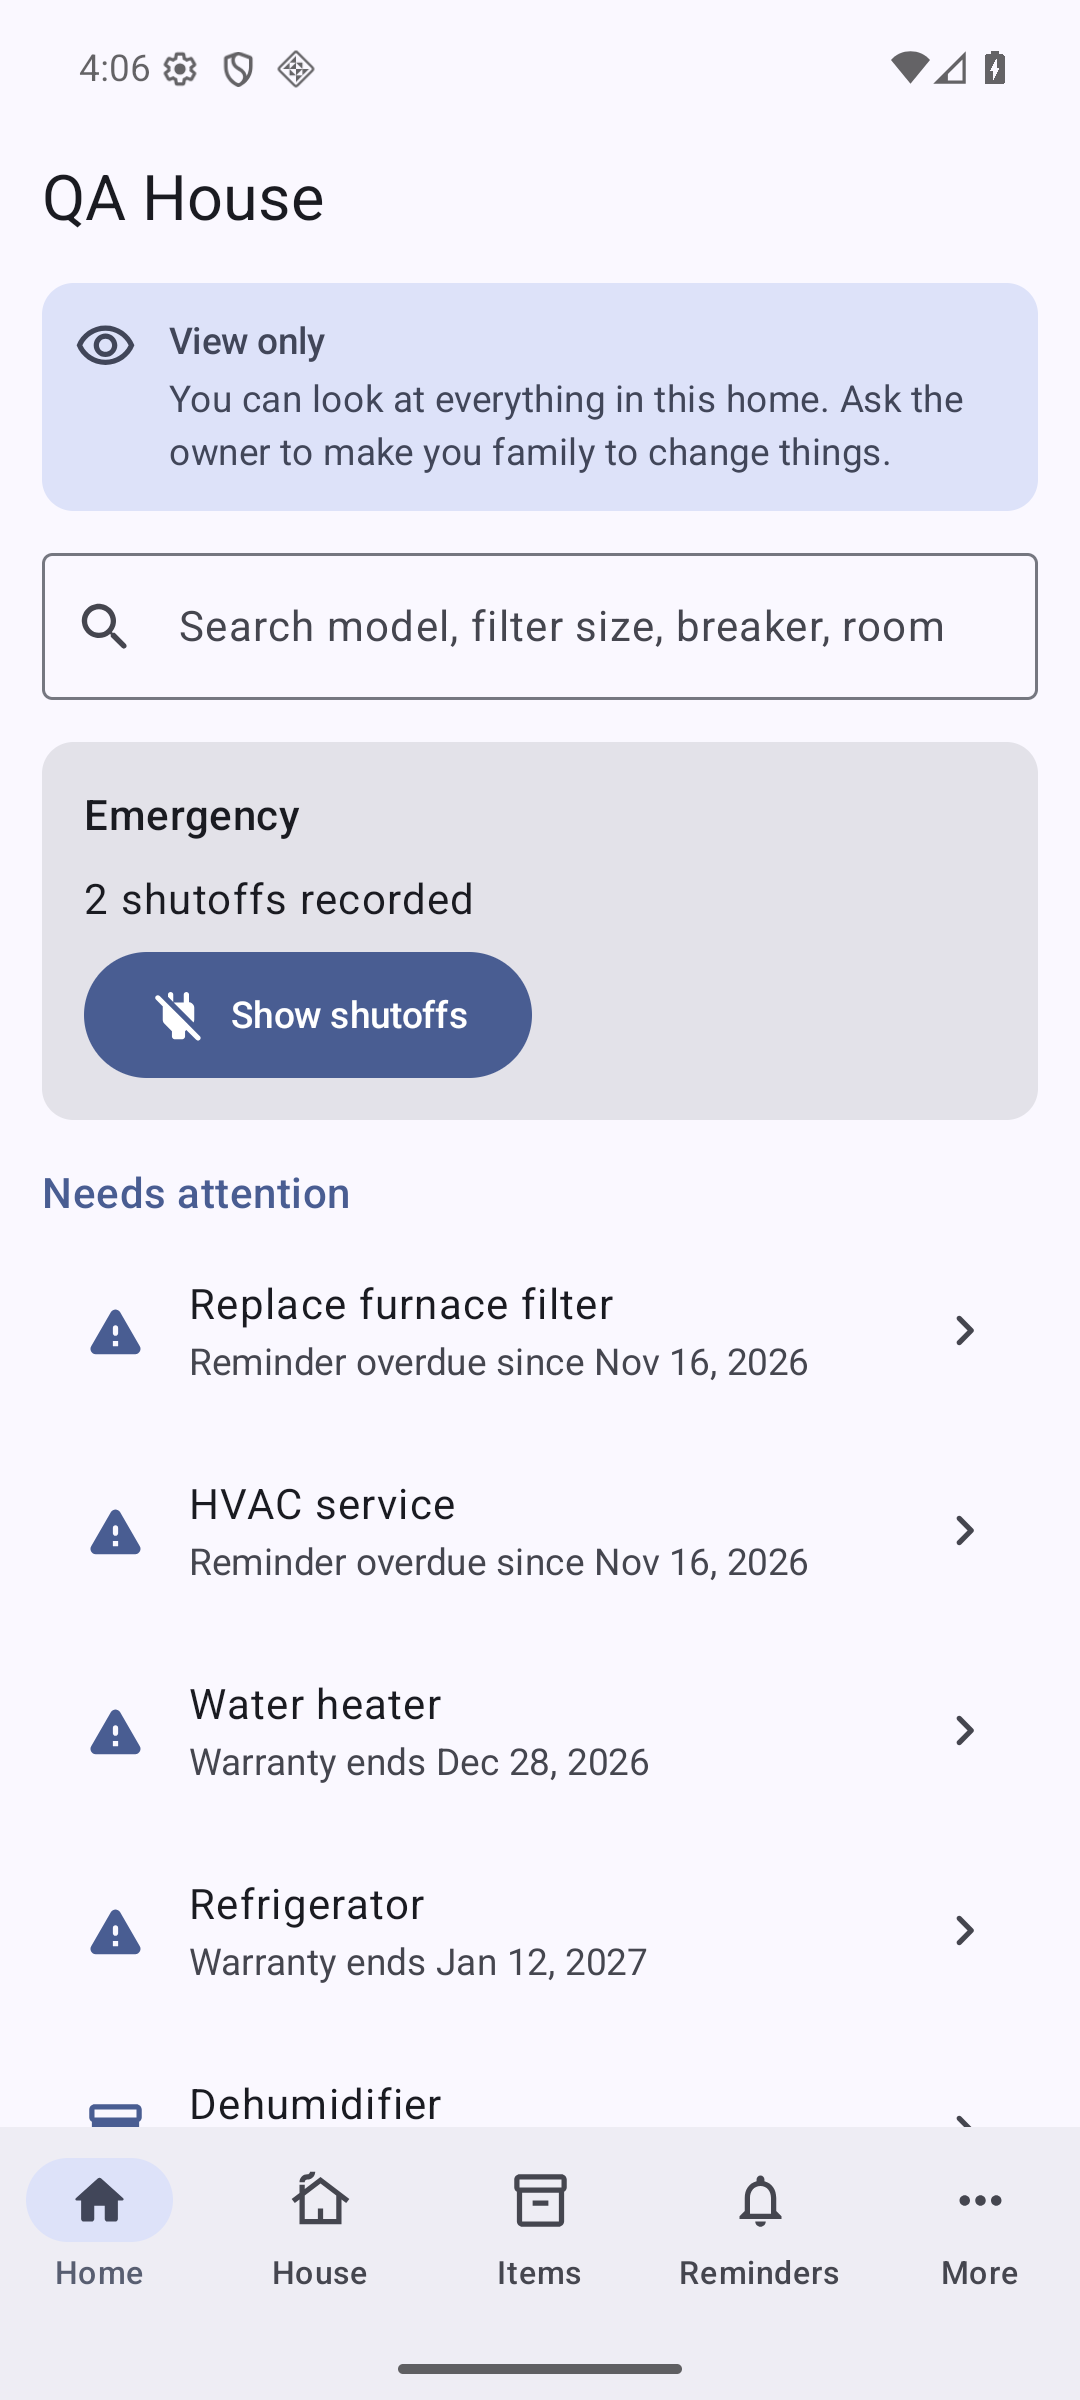 4:06
QA House
View only
You can look at everything in this home. Ask the
owner to make you family to change things.
Search model, filter size, breaker, room
Emergency
2 shutoffs recorded
Show shutoffs
Needs attention
Replace furnace filter
Reminder overdue since Nov 16, 2026
HVAC service
Reminder overdue since Nov 16, 2026
Water heater
Warranty ends Dec 28, 2026
Refrigerator
Warranty ends Jan 12, 2027
Dehumidifier
Home
House
Items
Reminders
More